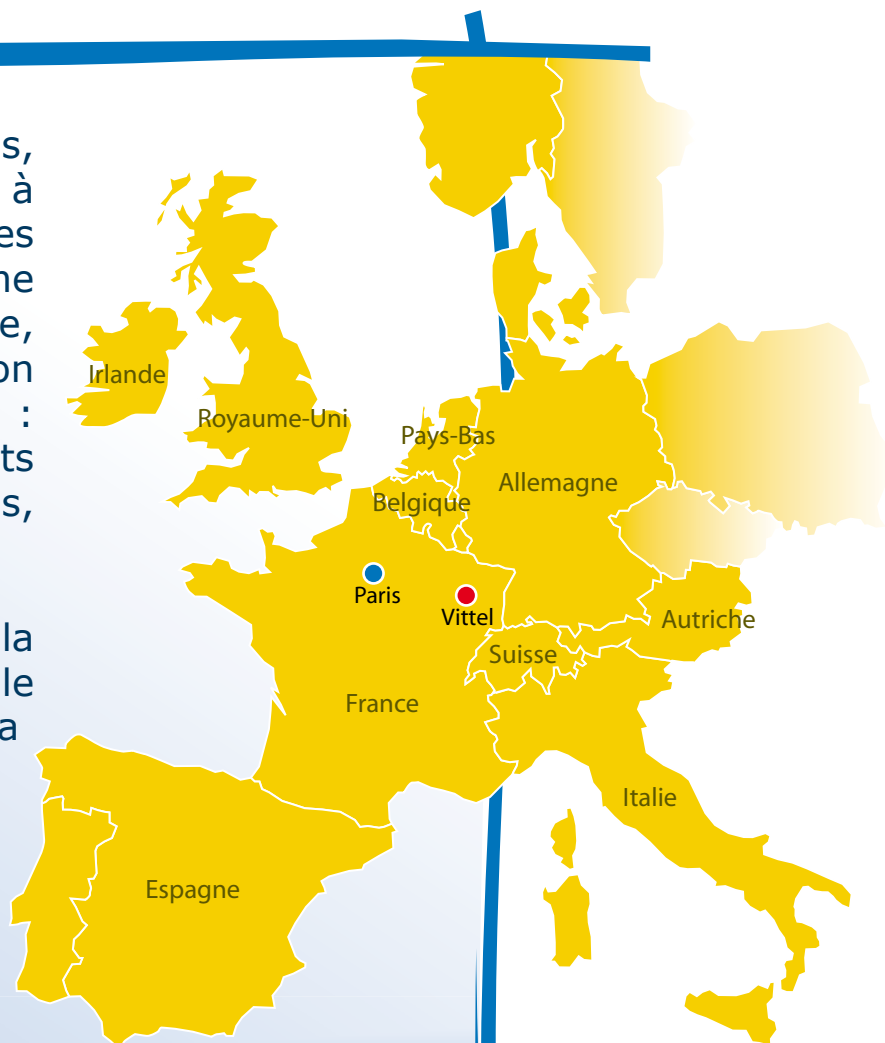 s,
à
es
ne
e,
on
:
ts
s,
la
le
a
Irlande
Royaume-Uni
Pays-Bas
Belgique
Allemagne
Paris
Vittel
Autriche
Suisse
France
Italie
Espagne